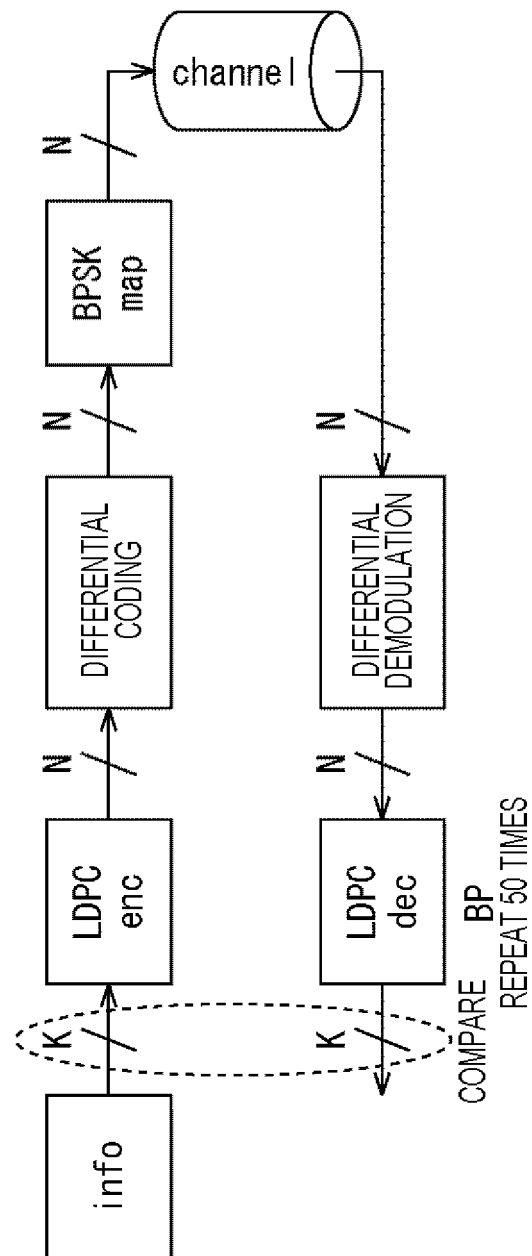 info
K
LDPC
enc
N
DIFFERENTIAL
CODING
N
BPSK
map
N
channel
N
DIFFERENTIAL
DEMODULATION
N
LDPC
dec
K
COMPARE
BP
REPEAT 50 TIMES